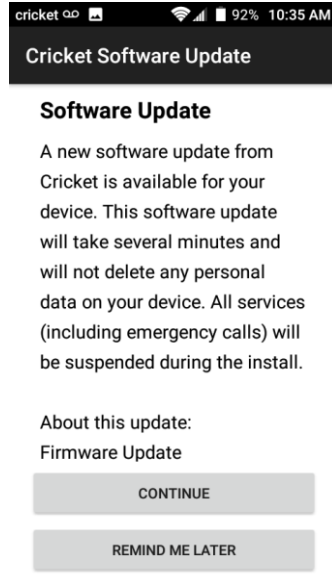 cricket 92% 10:35 AM
Cricket Software Update
Software Update
A new software update from
Cricket is available for your
device. This software update
will take several minutes and
will not delete any personal
data on your device. All services
(including emergency calls) will
be suspended during the install.
About this update:
Firmware Update
CONTINUE
REMIND ME LATER